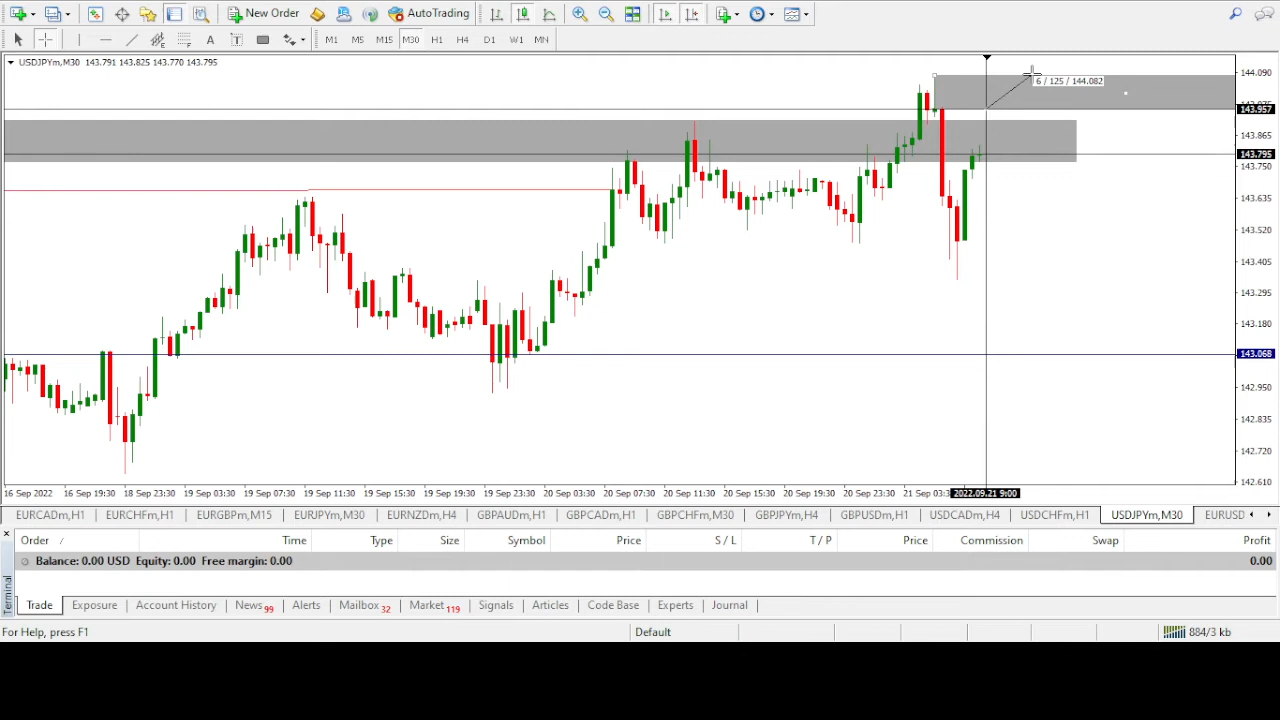 New Order
AutoTrading
A
T
M1 M5 M15 M30 H1 H4 D1 W1 MN
USDJPYm,M30 143.791 143.825 143.770 143.795
6 / 125 / 144.082
144.090
143.957
143.865
143.795
143.750
143.635
143.520
143.405
143.295
143.180
143.068
142.950
142.835
142.720
142.610
16 Sep 2022 16 Sep 19:30 18 Sep 23:30 19 Sep 03:30 19 Sep 07:30 19 Sep 11:30 19 Sep 15:30 19 Sep 19:30 19 Sep 23:30 20 Sep 03:30 20 Sep 07:30 20 Sep 11:30 20 Sep 15:30 20 Sep 19:30 20 Sep 23:30 21 Sep 03:3 2022.09.21 9:00
EURCADm,H1 EURCHFm,H1 EURGBPm,M15 EURJPYm,M30 EURNZDm,H4 GBPAUDm,H1 GBPCADm,H1 GBPCHFm,M30 GBPJPYm,H4 GBPUSDm,H1 USDCADm,H4 USDCHFm,H1 USDJPYm,M30 EURUSD
Order / Time Type Size Symbol Price S / L T / P Price Commission Swap Profit
Balance: 0.00 USD Equity: 0.00 Free margin: 0.00 0.00
Terminal
Trade Exposure Account History News 99 Alerts Mailbox 32 Market 119 Signals Articles Code Base Experts Journal
For Help, press F1 Default 884/3 kb